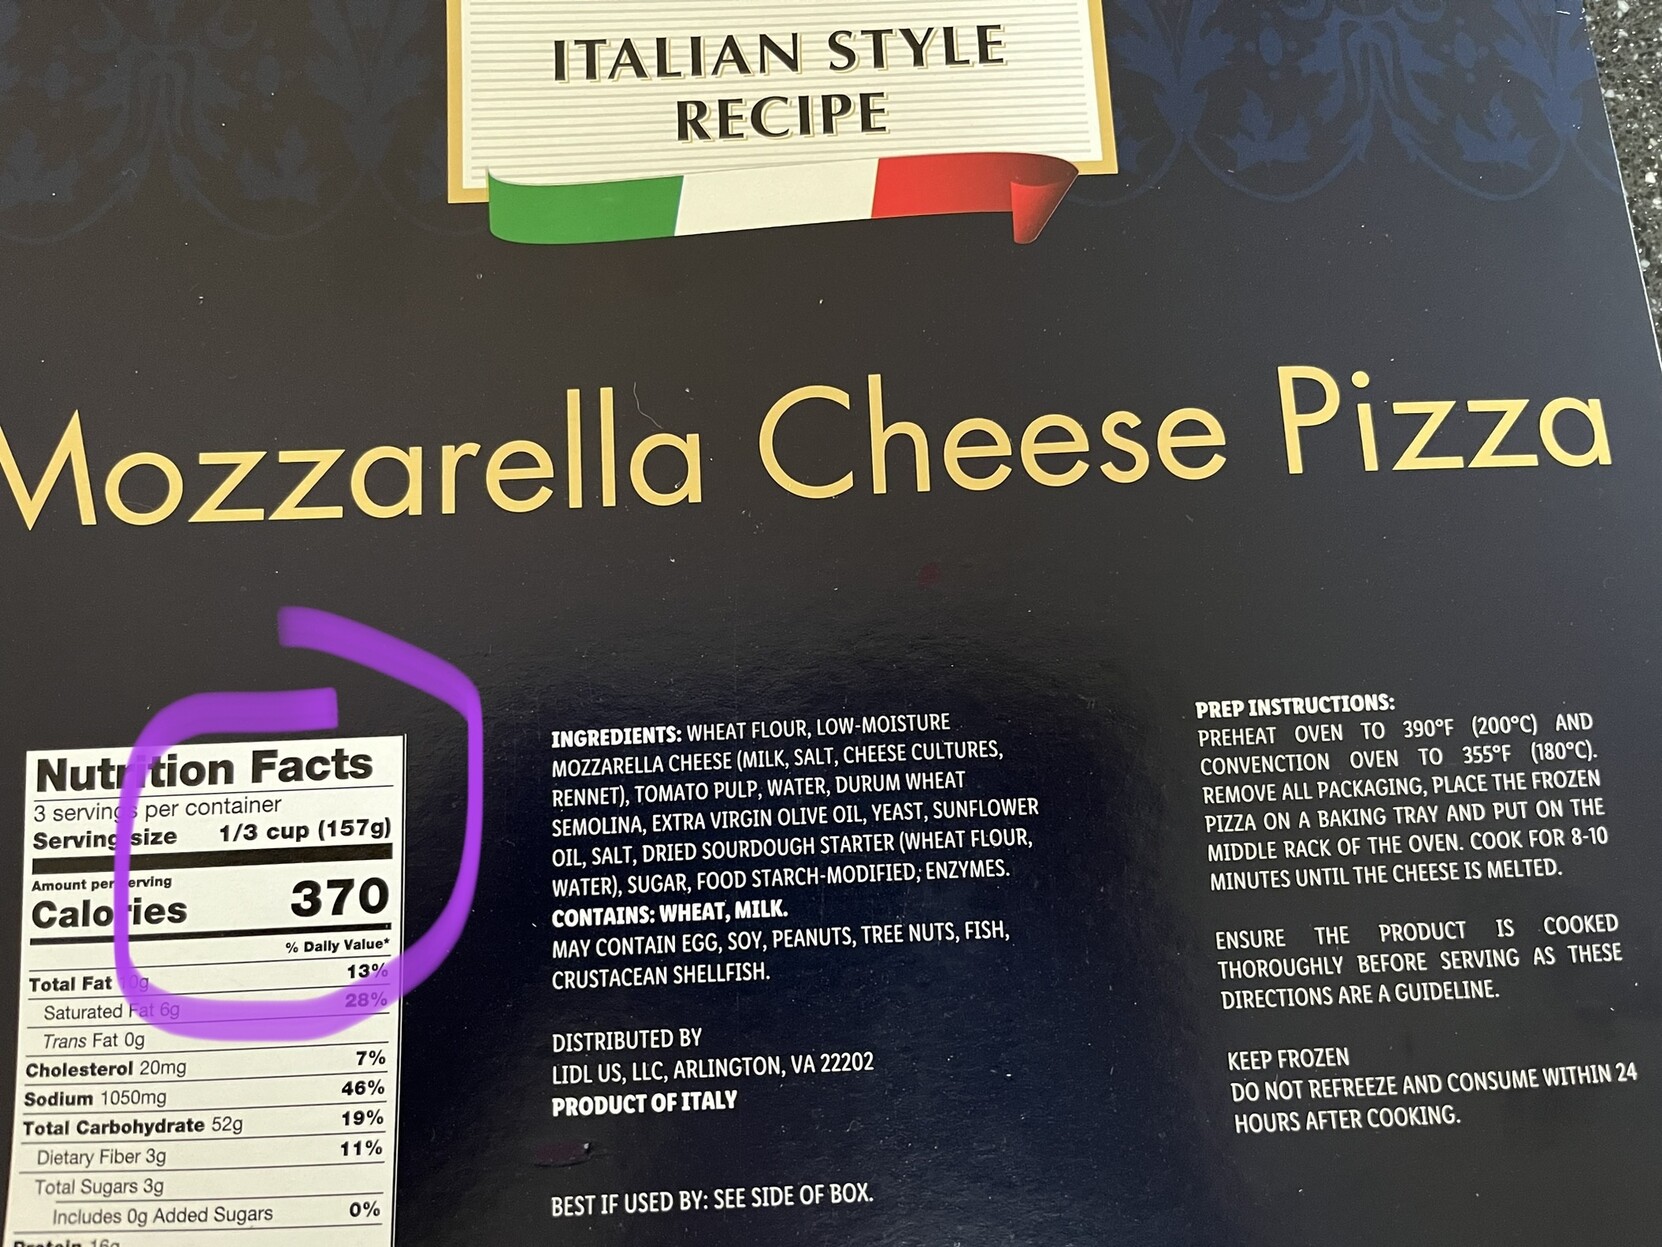 ITALIAN STYLE
RECIPE
Mozzarella Cheese Pizza
Nutrition Facts
3 servings per container
Serving size 1/3 cup (157g)
Amount per serving
Calories 370
% Daily Value*
Total Fat 10g 13%
Saturated Fat 6g 28%
Trans Fat 0g
Cholesterol 20mg 7%
Sodium 1050mg 46%
Total Carbohydrate 52g 19%
Dietary Fiber 3g 11%
Total Sugars 3g
Includes 0g Added Sugars 0%
Protein 16g
INGREDIENTS: WHEAT FLOUR, LOW-MOISTURE
MOZZARELLA CHEESE (MILK, SALT, CHEESE CULTURES,
RENNET), TOMATO PULP, WATER, DURUM WHEAT
SEMOLINA, EXTRA VIRGIN OLIVE OIL, YEAST, SUNFLOWER
OIL, SALT, DRIED SOURDOUGH STARTER (WHEAT FLOUR,
WATER), SUGAR, FOOD STARCH-MODIFIED, ENZYMES.
CONTAINS: WHEAT, MILK.
MAY CONTAIN EGG, SOY, PEANUTS, TREE NUTS, FISH,
CRUSTACEAN SHELLFISH.
DISTRIBUTED BY
LIDL US, LLC, ARLINGTON, VA 22202
PRODUCT OF ITALY
BEST IF USED BY: SEE SIDE OF BOX.
PREP INSTRUCTIONS:
PREHEAT OVEN TO 390°F (200°C) AND
CONVENCTION OVEN TO 355°F (180°C).
REMOVE ALL PACKAGING, PLACE THE FROZEN
PIZZA ON A BAKING TRAY AND PUT ON THE
MIDDLE RACK OF THE OVEN. COOK FOR 8-10
MINUTES UNTIL THE CHEESE IS MELTED.
ENSURE THE PRODUCT IS COOKED
THOROUGHLY BEFORE SERVING AS THESE
DIRECTIONS ARE A GUIDELINE.
KEEP FROZEN
DO NOT REFREEZE AND CONSUME WITHIN 24
HOURS AFTER COOKING.